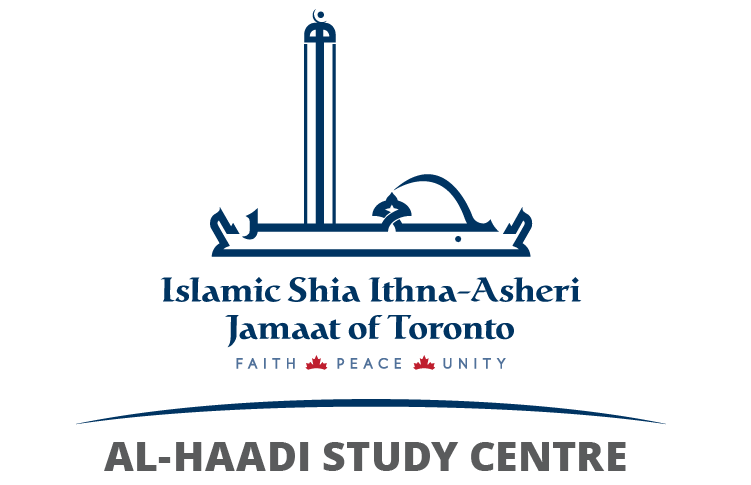 Islamic Shia Ithna-Asheri
Jamaat of Toronto
FAITH PEACE UNITY
AL-HAADI STUDY CENTRE